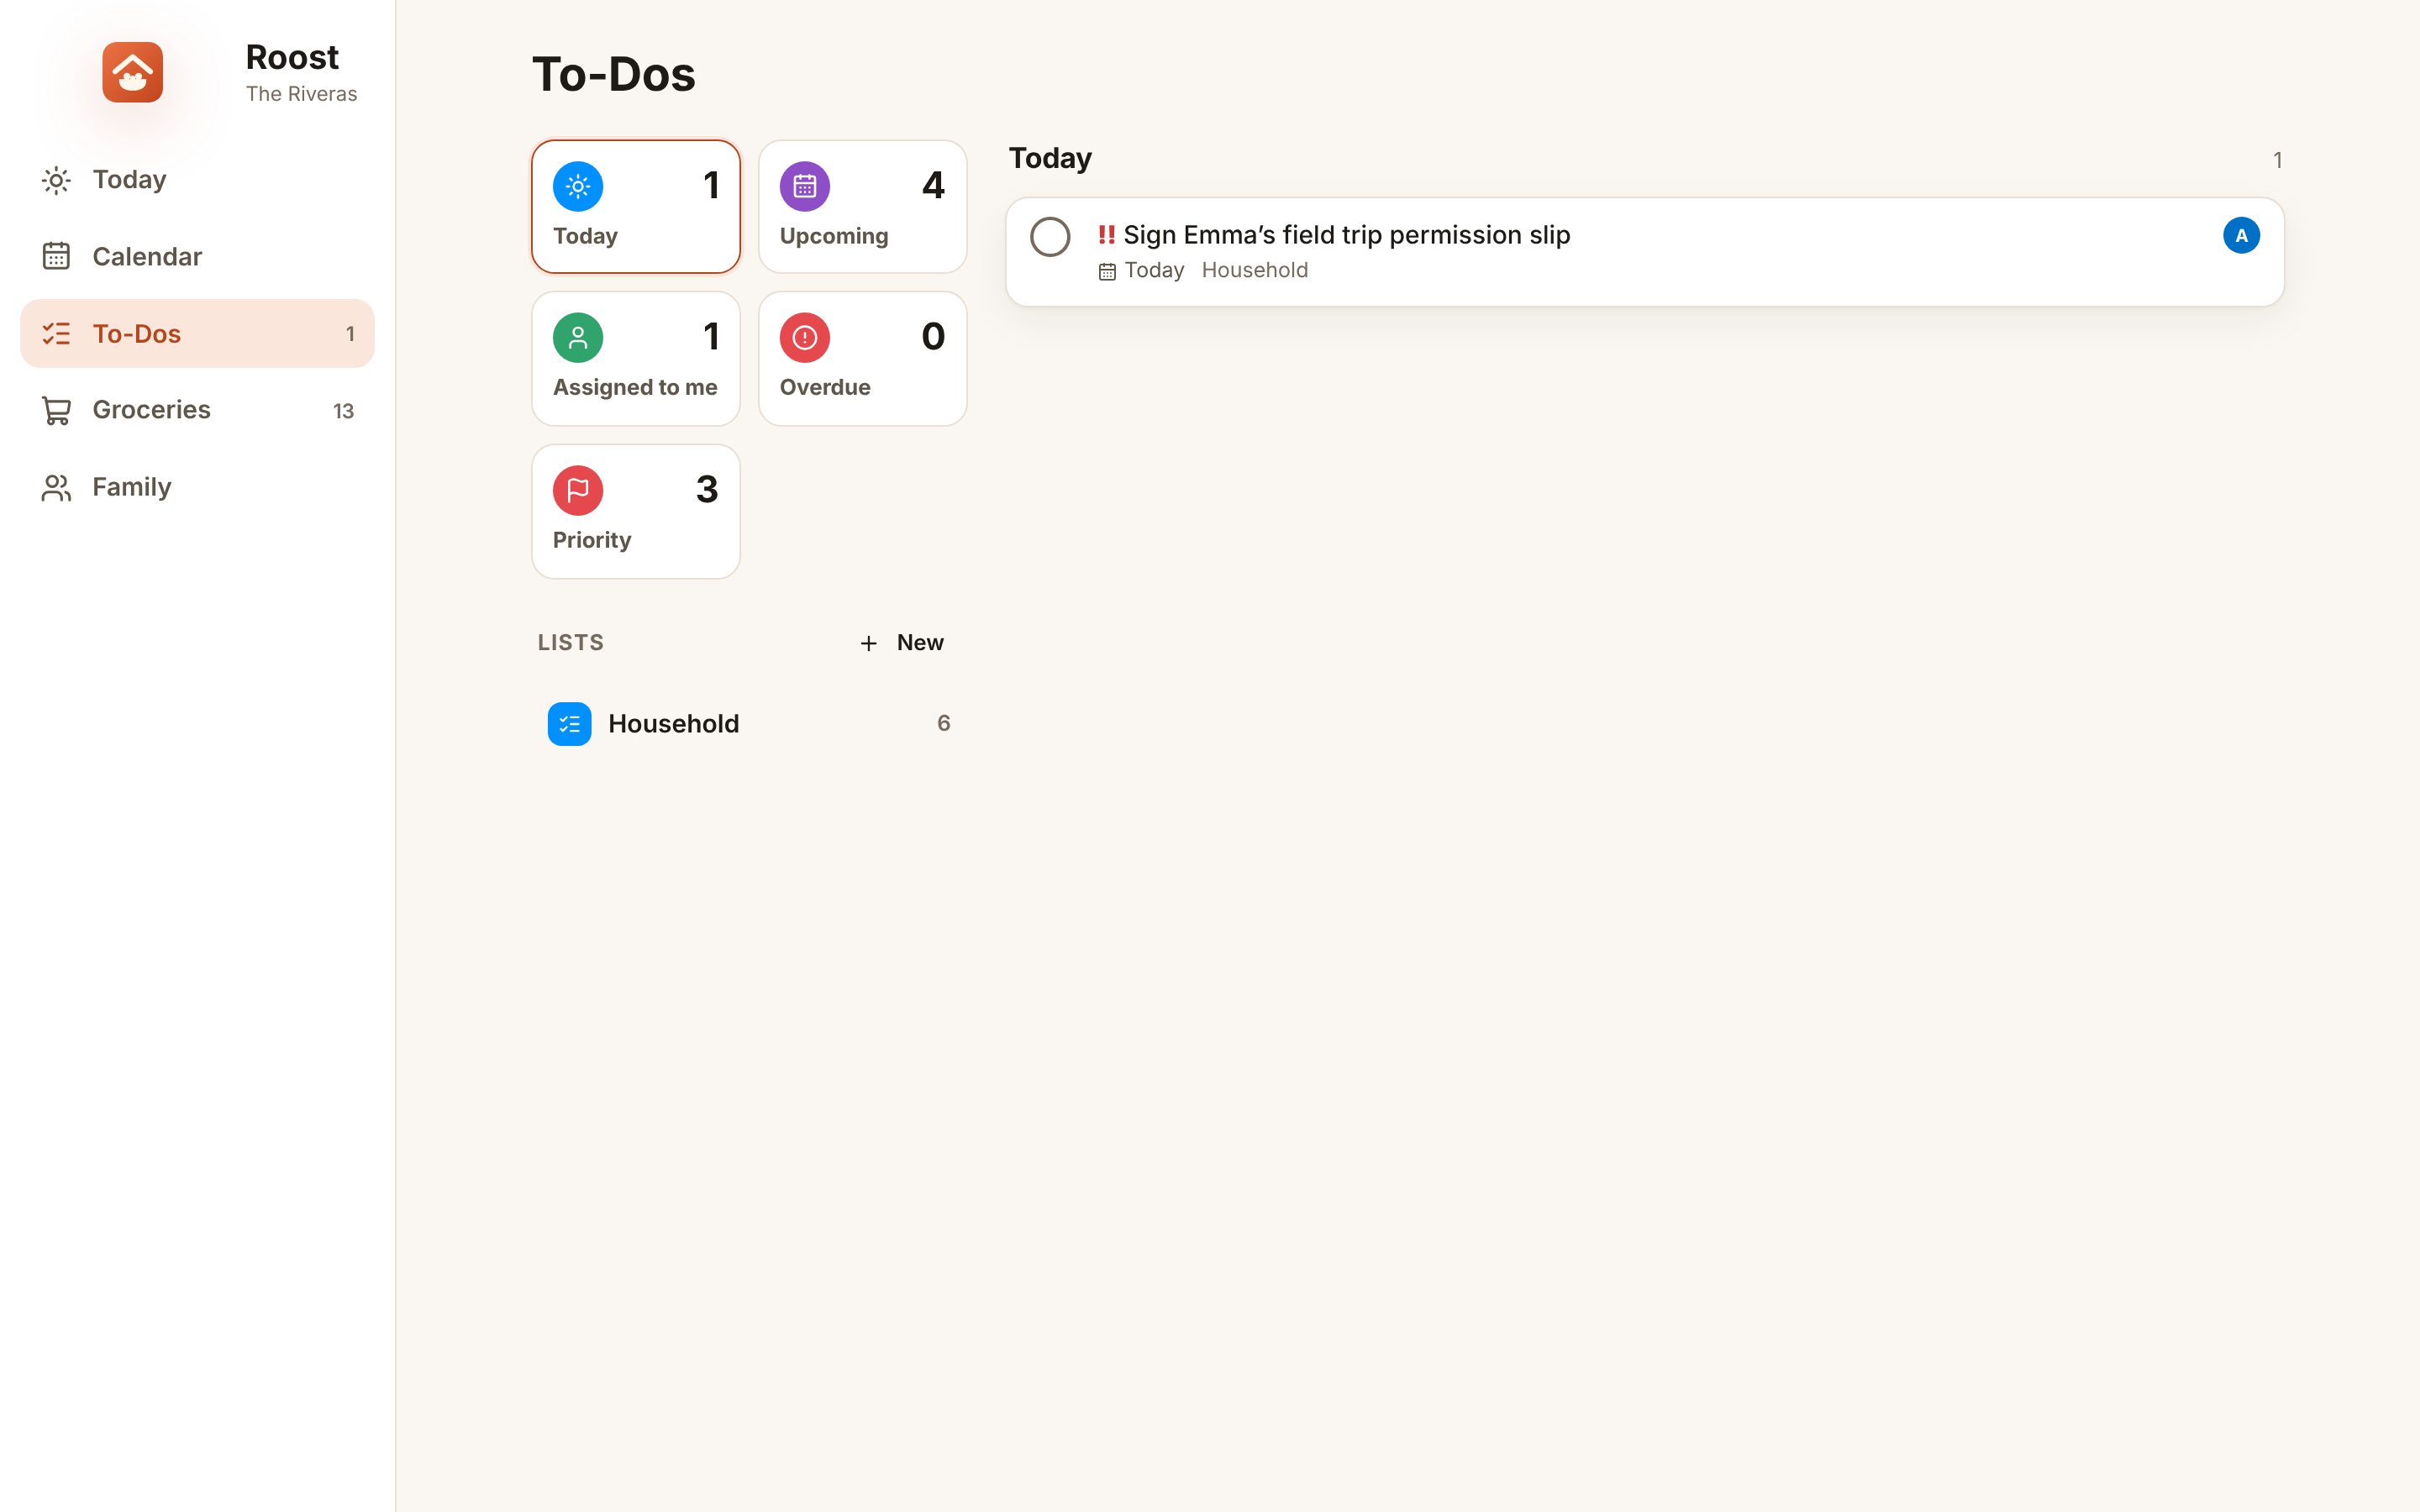 Roost
The Riveras
Today
Calendar
To-Dos 1
Groceries 13
Family
To-Dos
1
Today
4
Upcoming
1
Assigned to me
0
Overdue
3
Priority
LISTS
+ New
Household 6
Today 1
!! Sign Emma’s field trip permission slip
A
Today Household